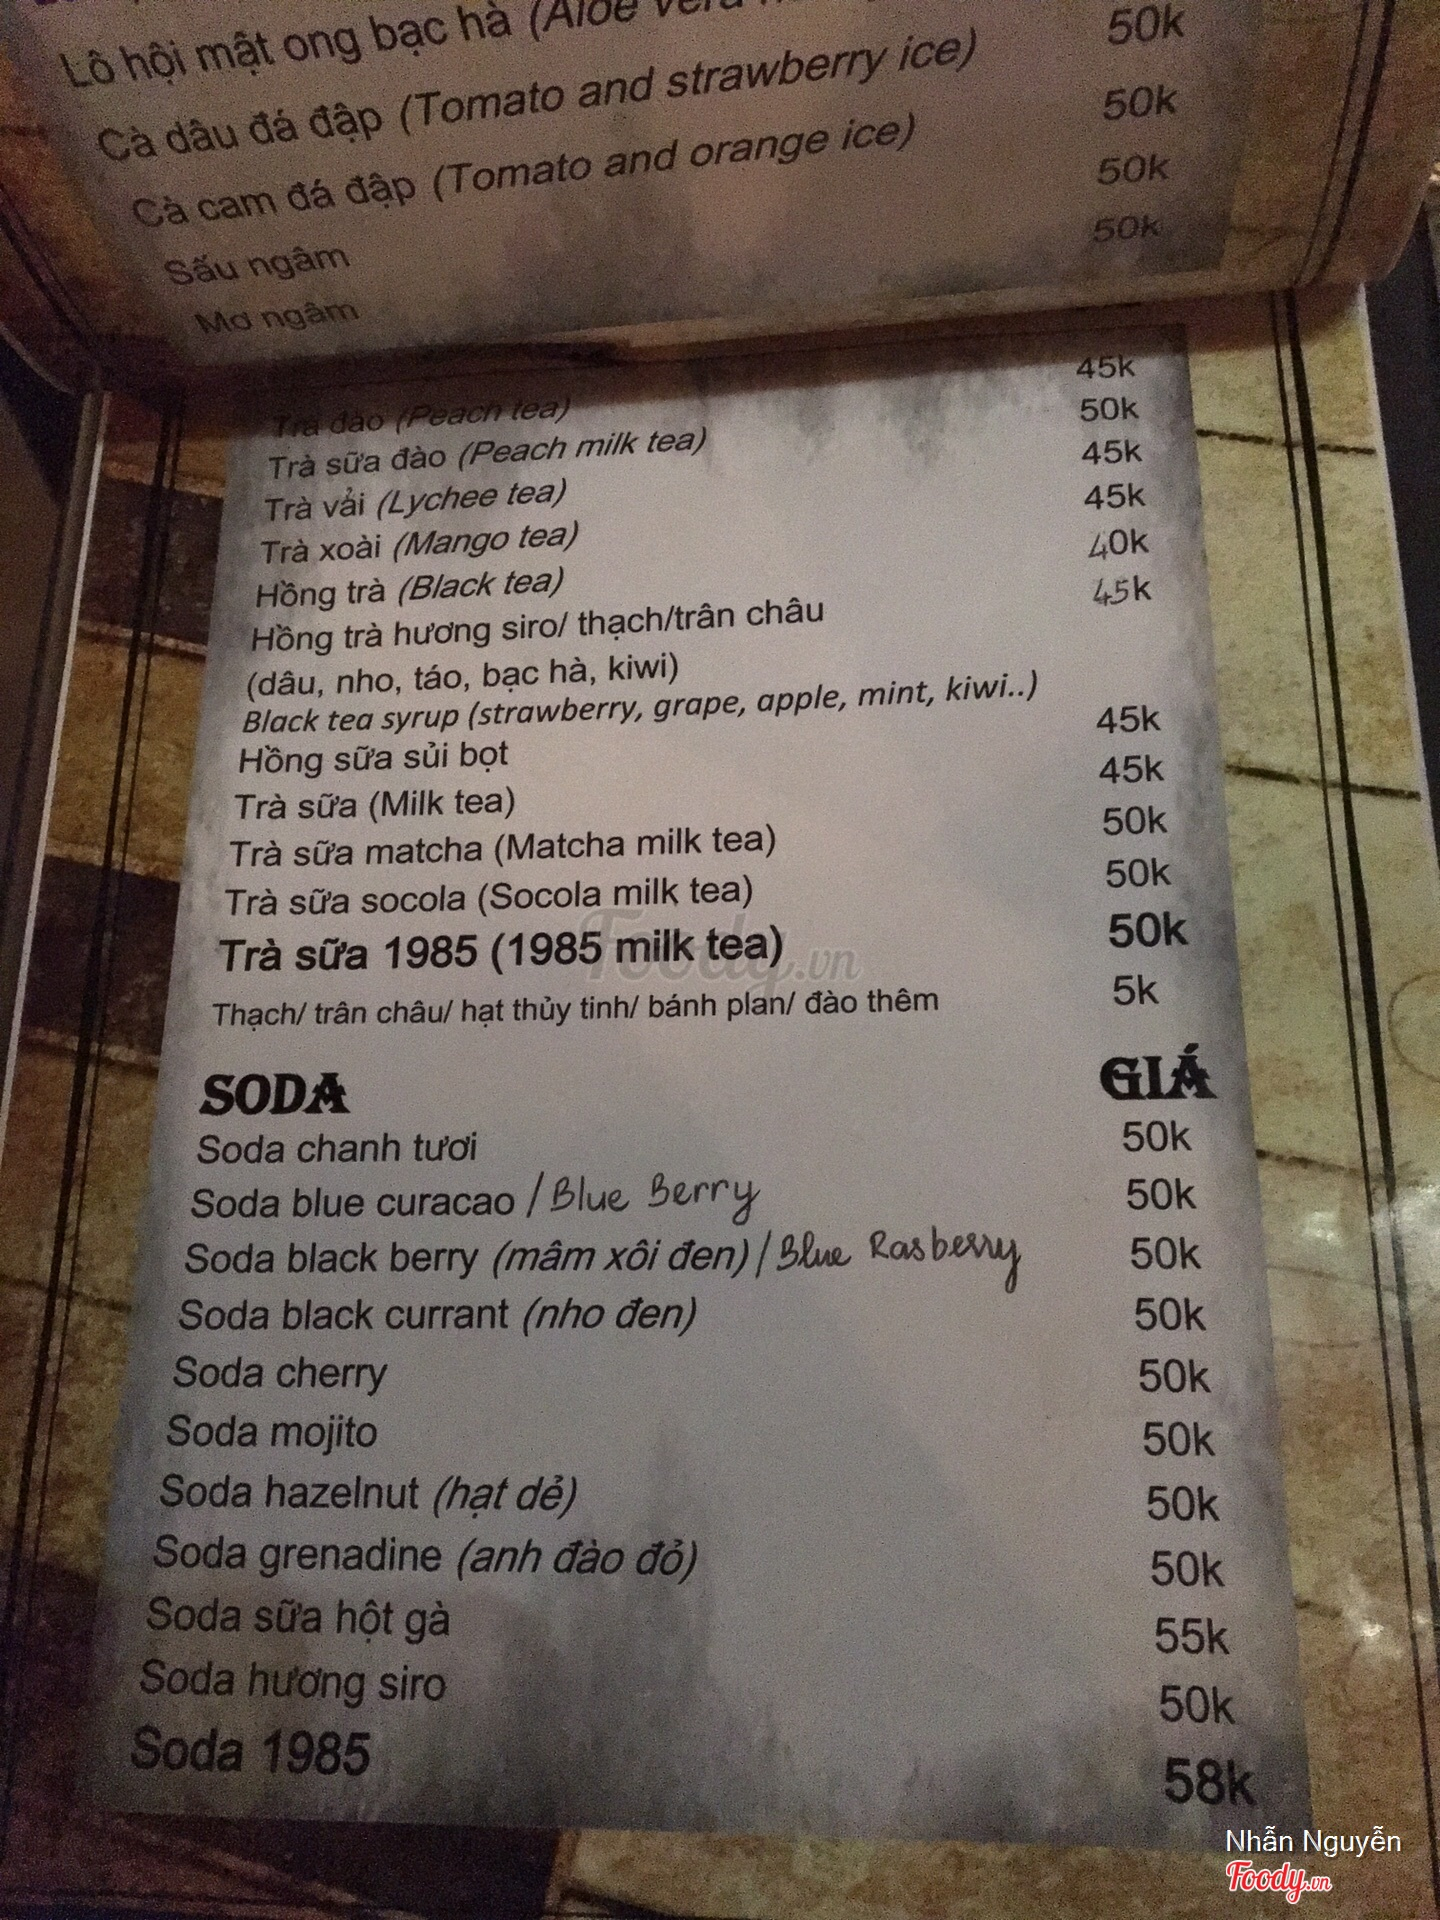 Lô hội mật ong bạc hà (Aloe vera
Cà dâu đá đập (Tomato and strawberry ice) 50k
Cà cam đá đập (Tomato and orange ice) 50k
Sấu ngâm 50k
Mơ ngâm 50k
Trà đào (Peach tea) 45k
Trà sữa đào (Peach milk tea) 50k
Trà vải (Lychee tea) 45k
Trà xoài (Mango tea) 45k
Hồng trà (Black tea) 40k
Hồng trà hương siro/ thạch/trân châu 45k
(dâu, nho, táo, bạc hà, kiwi)
Black tea syrup (strawberry, grape, apple, mint, kiwi..)
Hồng sữa sủi bọt 45k
Trà sữa (Milk tea) 45k
Trà sữa matcha (Matcha milk tea) 50k
Trà sữa socola (Socola milk tea) 50k
Trà sữa 1985 (1985 milk tea) 50k
Thạch/ trân châu/ hạt thủy tinh/ bánh plan/ đào thêm 5k
Foody.vn
SODA GIÁ
Soda chanh tươi 50k
Soda blue curacao / Blue Berry 50k
Soda black berry (mâm xôi đen) / Blue Rasberry 50k
Soda black currant (nho đen) 50k
Soda cherry 50k
Soda mojito 50k
Soda hazelnut (hạt dẻ) 50k
Soda grenadine (anh đào đỏ) 50k
Soda sữa hột gà 55k
Soda hương siro 50k
Soda 1985 58k
Nhẫn Nguyễn
Foody.vn